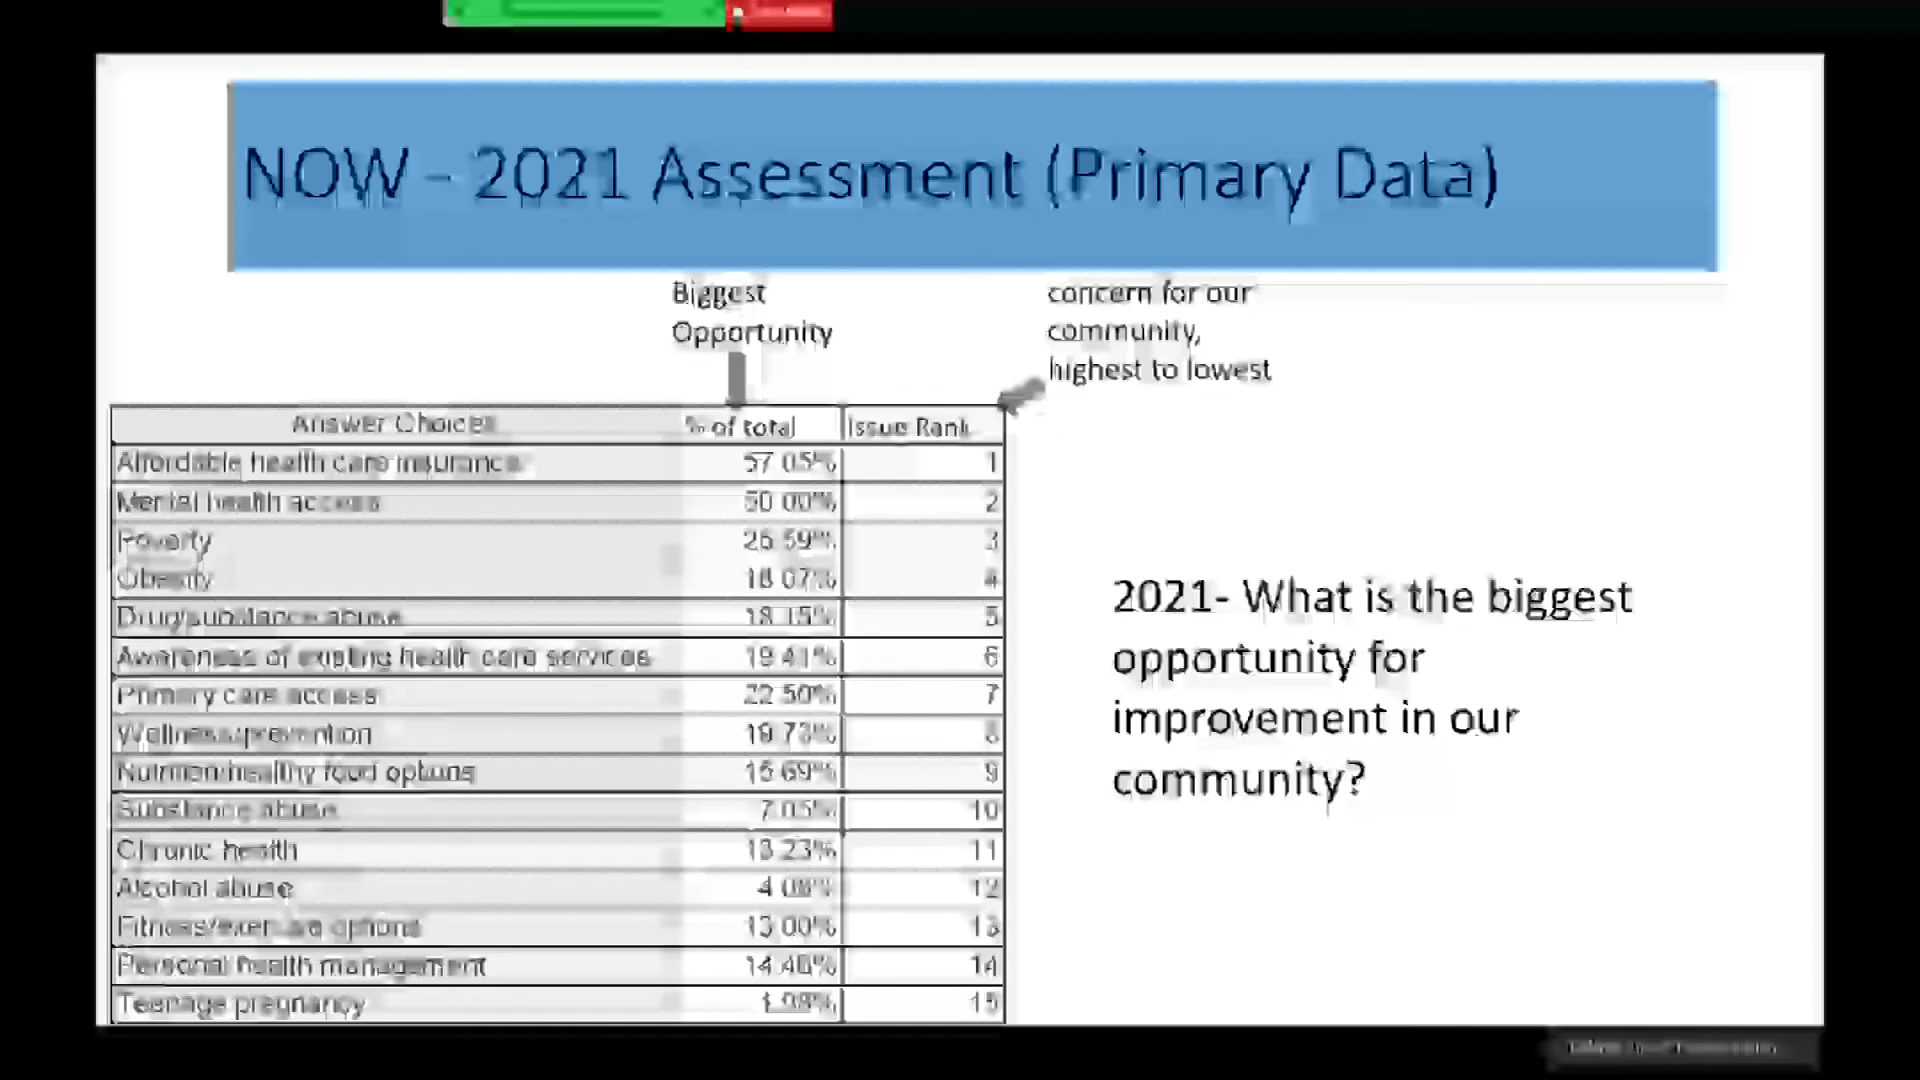 NOW - 2021 Assessment (Primary Data)
Biggest
Opportunity
concern for our
community,
highest to lowest
Answer Choices % of total Issue Rank
Affordable health care insurance 57.05% 1
Mental health access 50.00% 2
Poverty 26.59% 3
Obesity 4
Drug/substance abuse 18.15% 5
Awareness of existing health care services 19.41% 6
Primary care access 22.50% 7
Wellness/prevention 19.73% 8
Nutrition/healthy food options 15.69% 9
Substance abuse 7.05% 10
Chronic health 13.23% 11
Alcohol abuse 12
Fitness/exercise options 13.00% 13
Personal health management 14.46% 14
Teenage pregnancy 15
2021- What is the biggest
opportunity for
improvement in our
community?